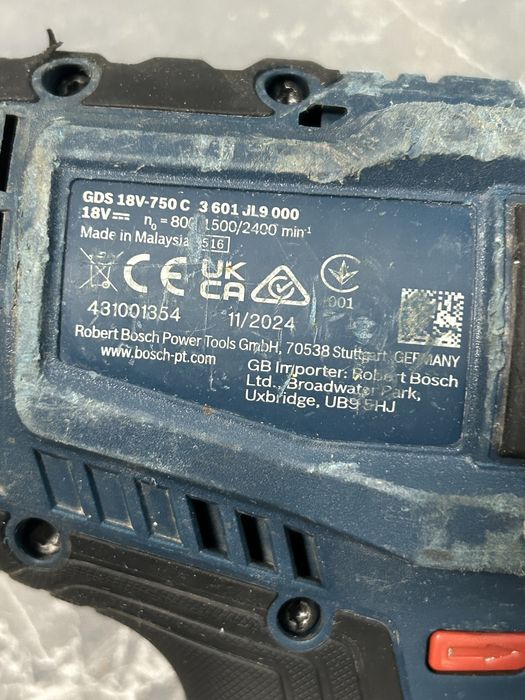 GDS 18V-750 C 3 601 JL9 000
18V n₀ = 800/1500/2400 min⁻¹
Made in Malaysia 516
CE UK CA
001
431001354 11/2024
Robert Bosch Power Tools GmbH, 70538 Stuttgart, GERMANY
www.bosch-pt.com
GB Importer: Robert Bosch
Ltd., Broadwater Park,
Uxbridge, UB9 5HJ